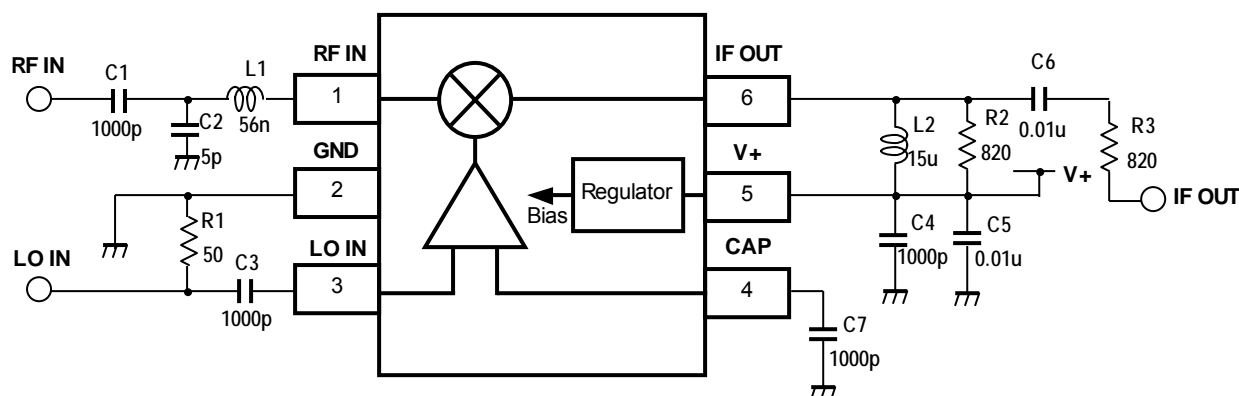 RF IN
C1
1000p
C2
5p
L1
56n
RF IN
1
GND
2
R1
50
LO IN
C3
1000p
LO IN
3
Bias
Regulator
IF OUT
6
V+
5
CAP
4
L2
15u
R2
820
C6
0.01u
R3
820
V+
IF OUT
C4
1000p
C5
0.01u
C7
1000p